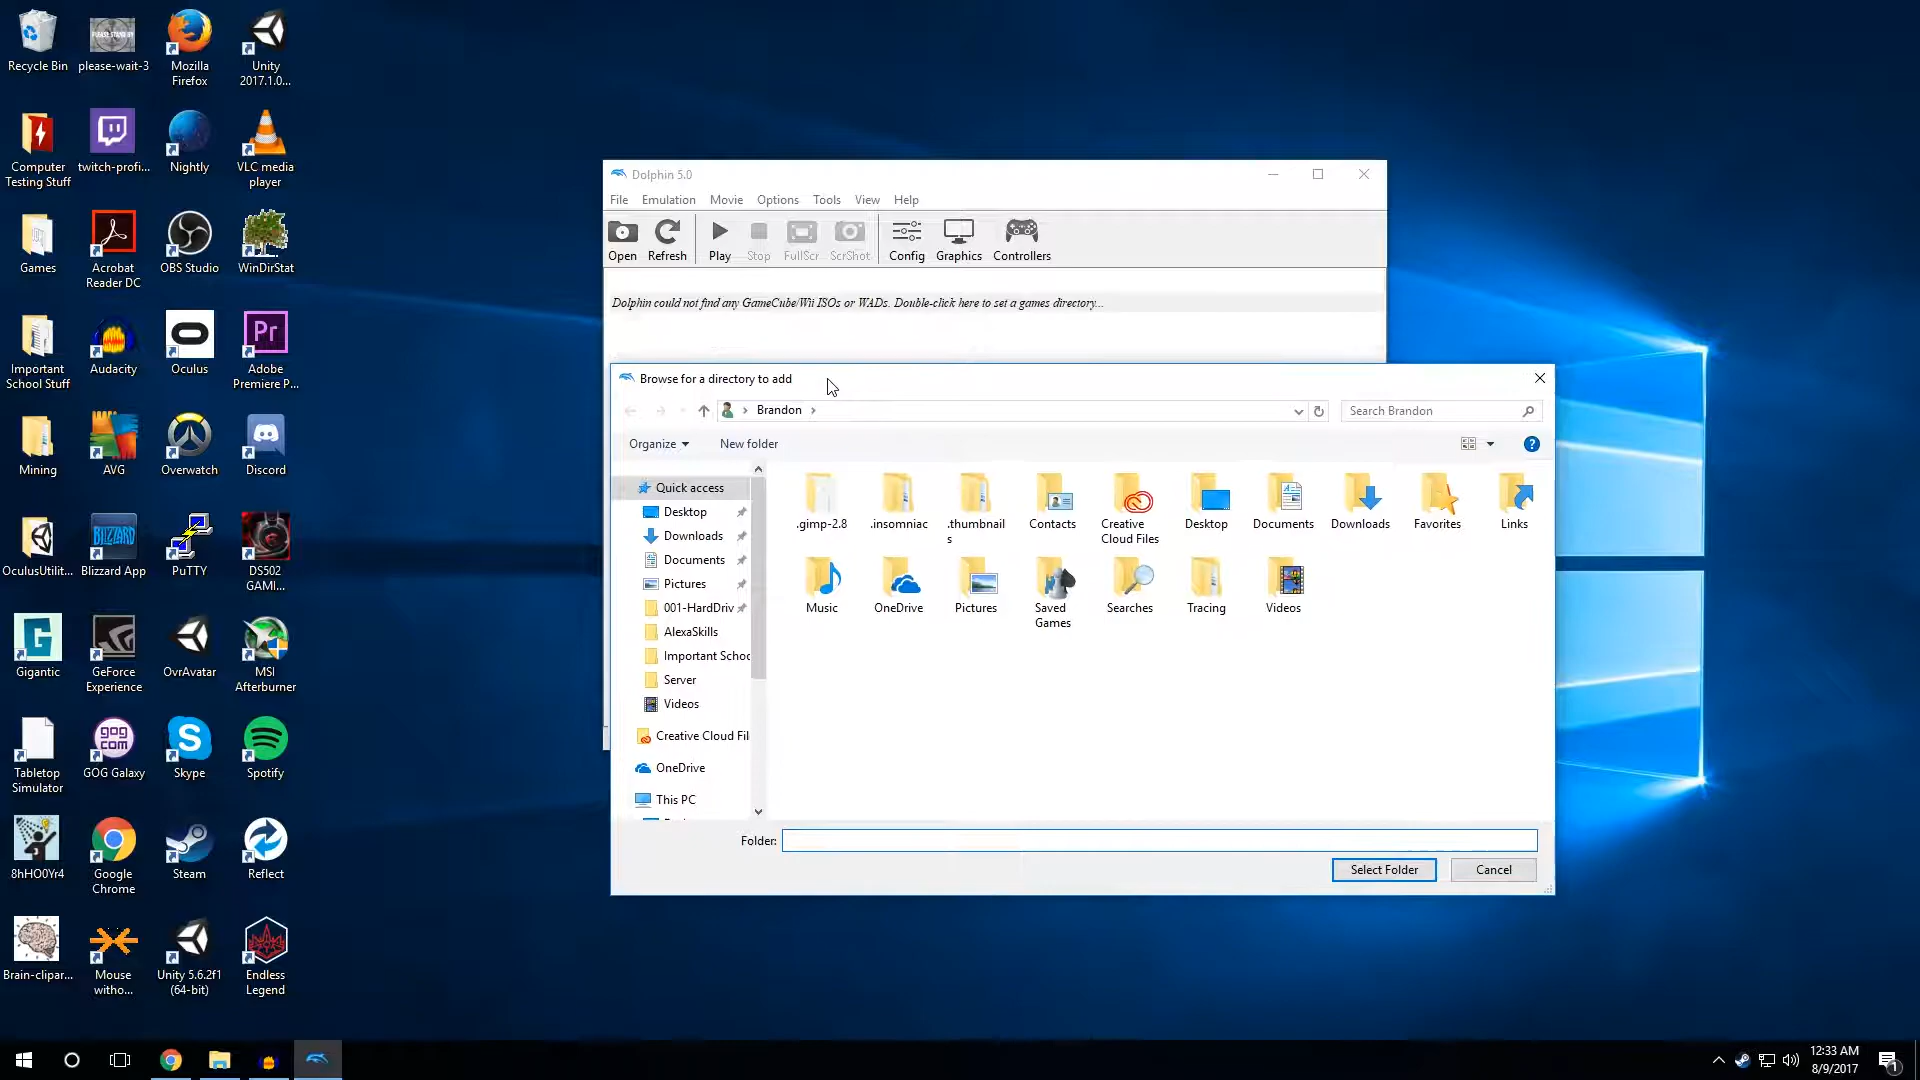 Recycle Bin
please-wait-3
Mozilla
Firefox
Unity
2017.1.0...
Computer
Testing Stuff
twitch-profi...
Nightly
VLC media
player
Games
Acrobat
Reader DC
OBS Studio
WinDirStat
Important
School Stuff
Audacity
Oculus
Adobe
Premiere P...
Mining
AVG
Overwatch
Discord
OculusUtilit...
Blizzard App
PuTTY
DS502
GAMI...
Gigantic
GeForce
Experience
OvrAvatar
MSI
Afterburner
Tabletop
Simulator
GOG Galaxy
Skype
Spotify
8hHO0Yr4
Google
Chrome
Steam
Reflect
Brain-clipar...
Mouse
witho...
Unity 5.6.2f1
(64-bit)
Endless
Legend
Dolphin 5.0
File Emulation Movie Options Tools View Help
Open Refresh Play Stop FullScr ScrShot Config Graphics Controllers
Dolphin could not find any GameCube/Wii ISOs or WADs. Double-click here to set a games directory...
Browse for a directory to add
Brandon
Search Brandon
Organize
New folder
Quick access
Desktop
Downloads
Documents
Pictures
001-HardDriv
AlexaSkills
Important Schoo
Server
Videos
Creative Cloud Fil
OneDrive
This PC
.gimp-2.8
.insomniac
.thumbnail
s
Contacts
Creative
Cloud Files
Desktop
Documents
Downloads
Favorites
Links
Music
OneDrive
Pictures
Saved
Games
Searches
Tracing
Videos
Folder:
Select Folder
Cancel
12:33 AM
8/9/2017
1